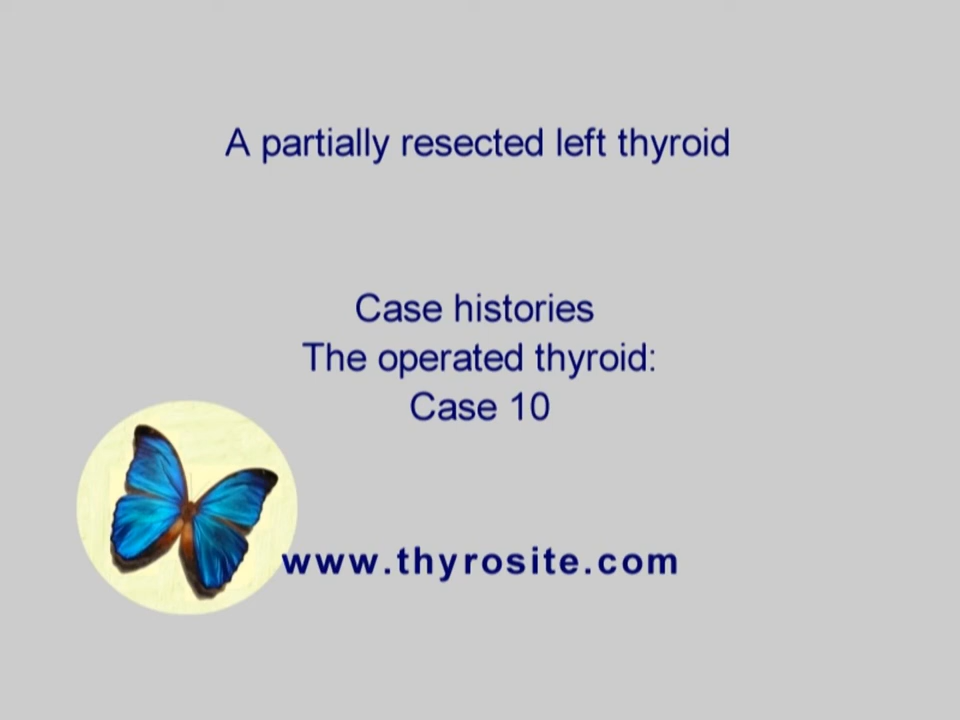 A partially resected left thyroid
Case histories
The operated thyroid:
Case 10
www.thyrosite.com